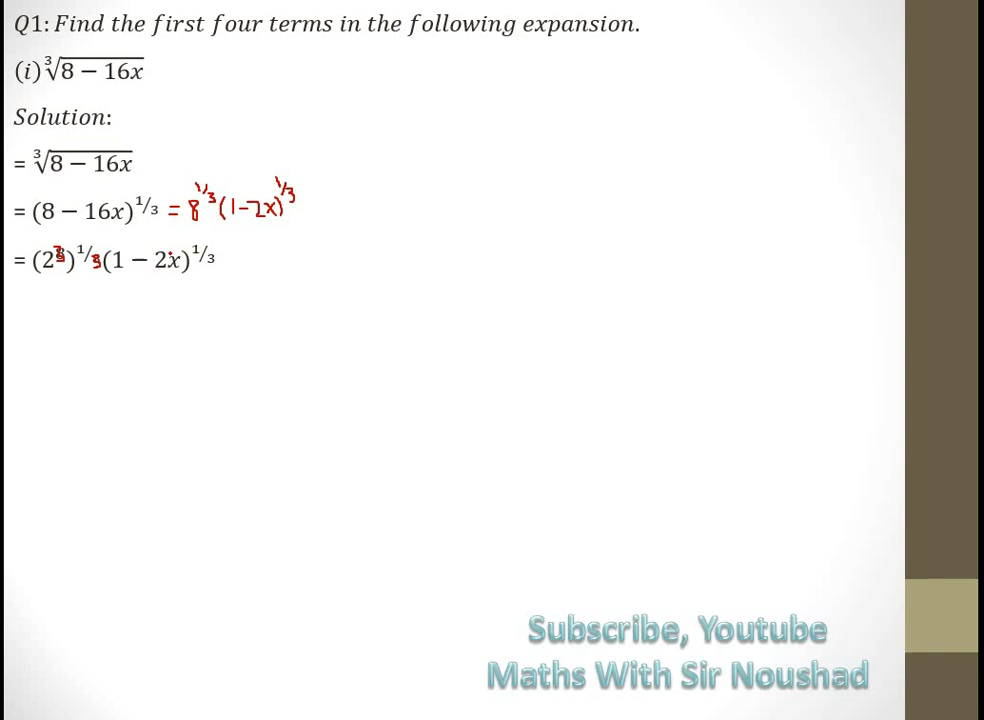 Q1: Find the first four terms in the following expansion.
(i) ∛(8 − 16x)
Solution:
= ∛(8 − 16x)
= (8 − 16x)^1/3 = 8^1/3 (1-2x)^1/3
= (2^3)^1/3 (1 − 2x)^1/3
Subscribe, Youtube
Maths With Sir Noushad